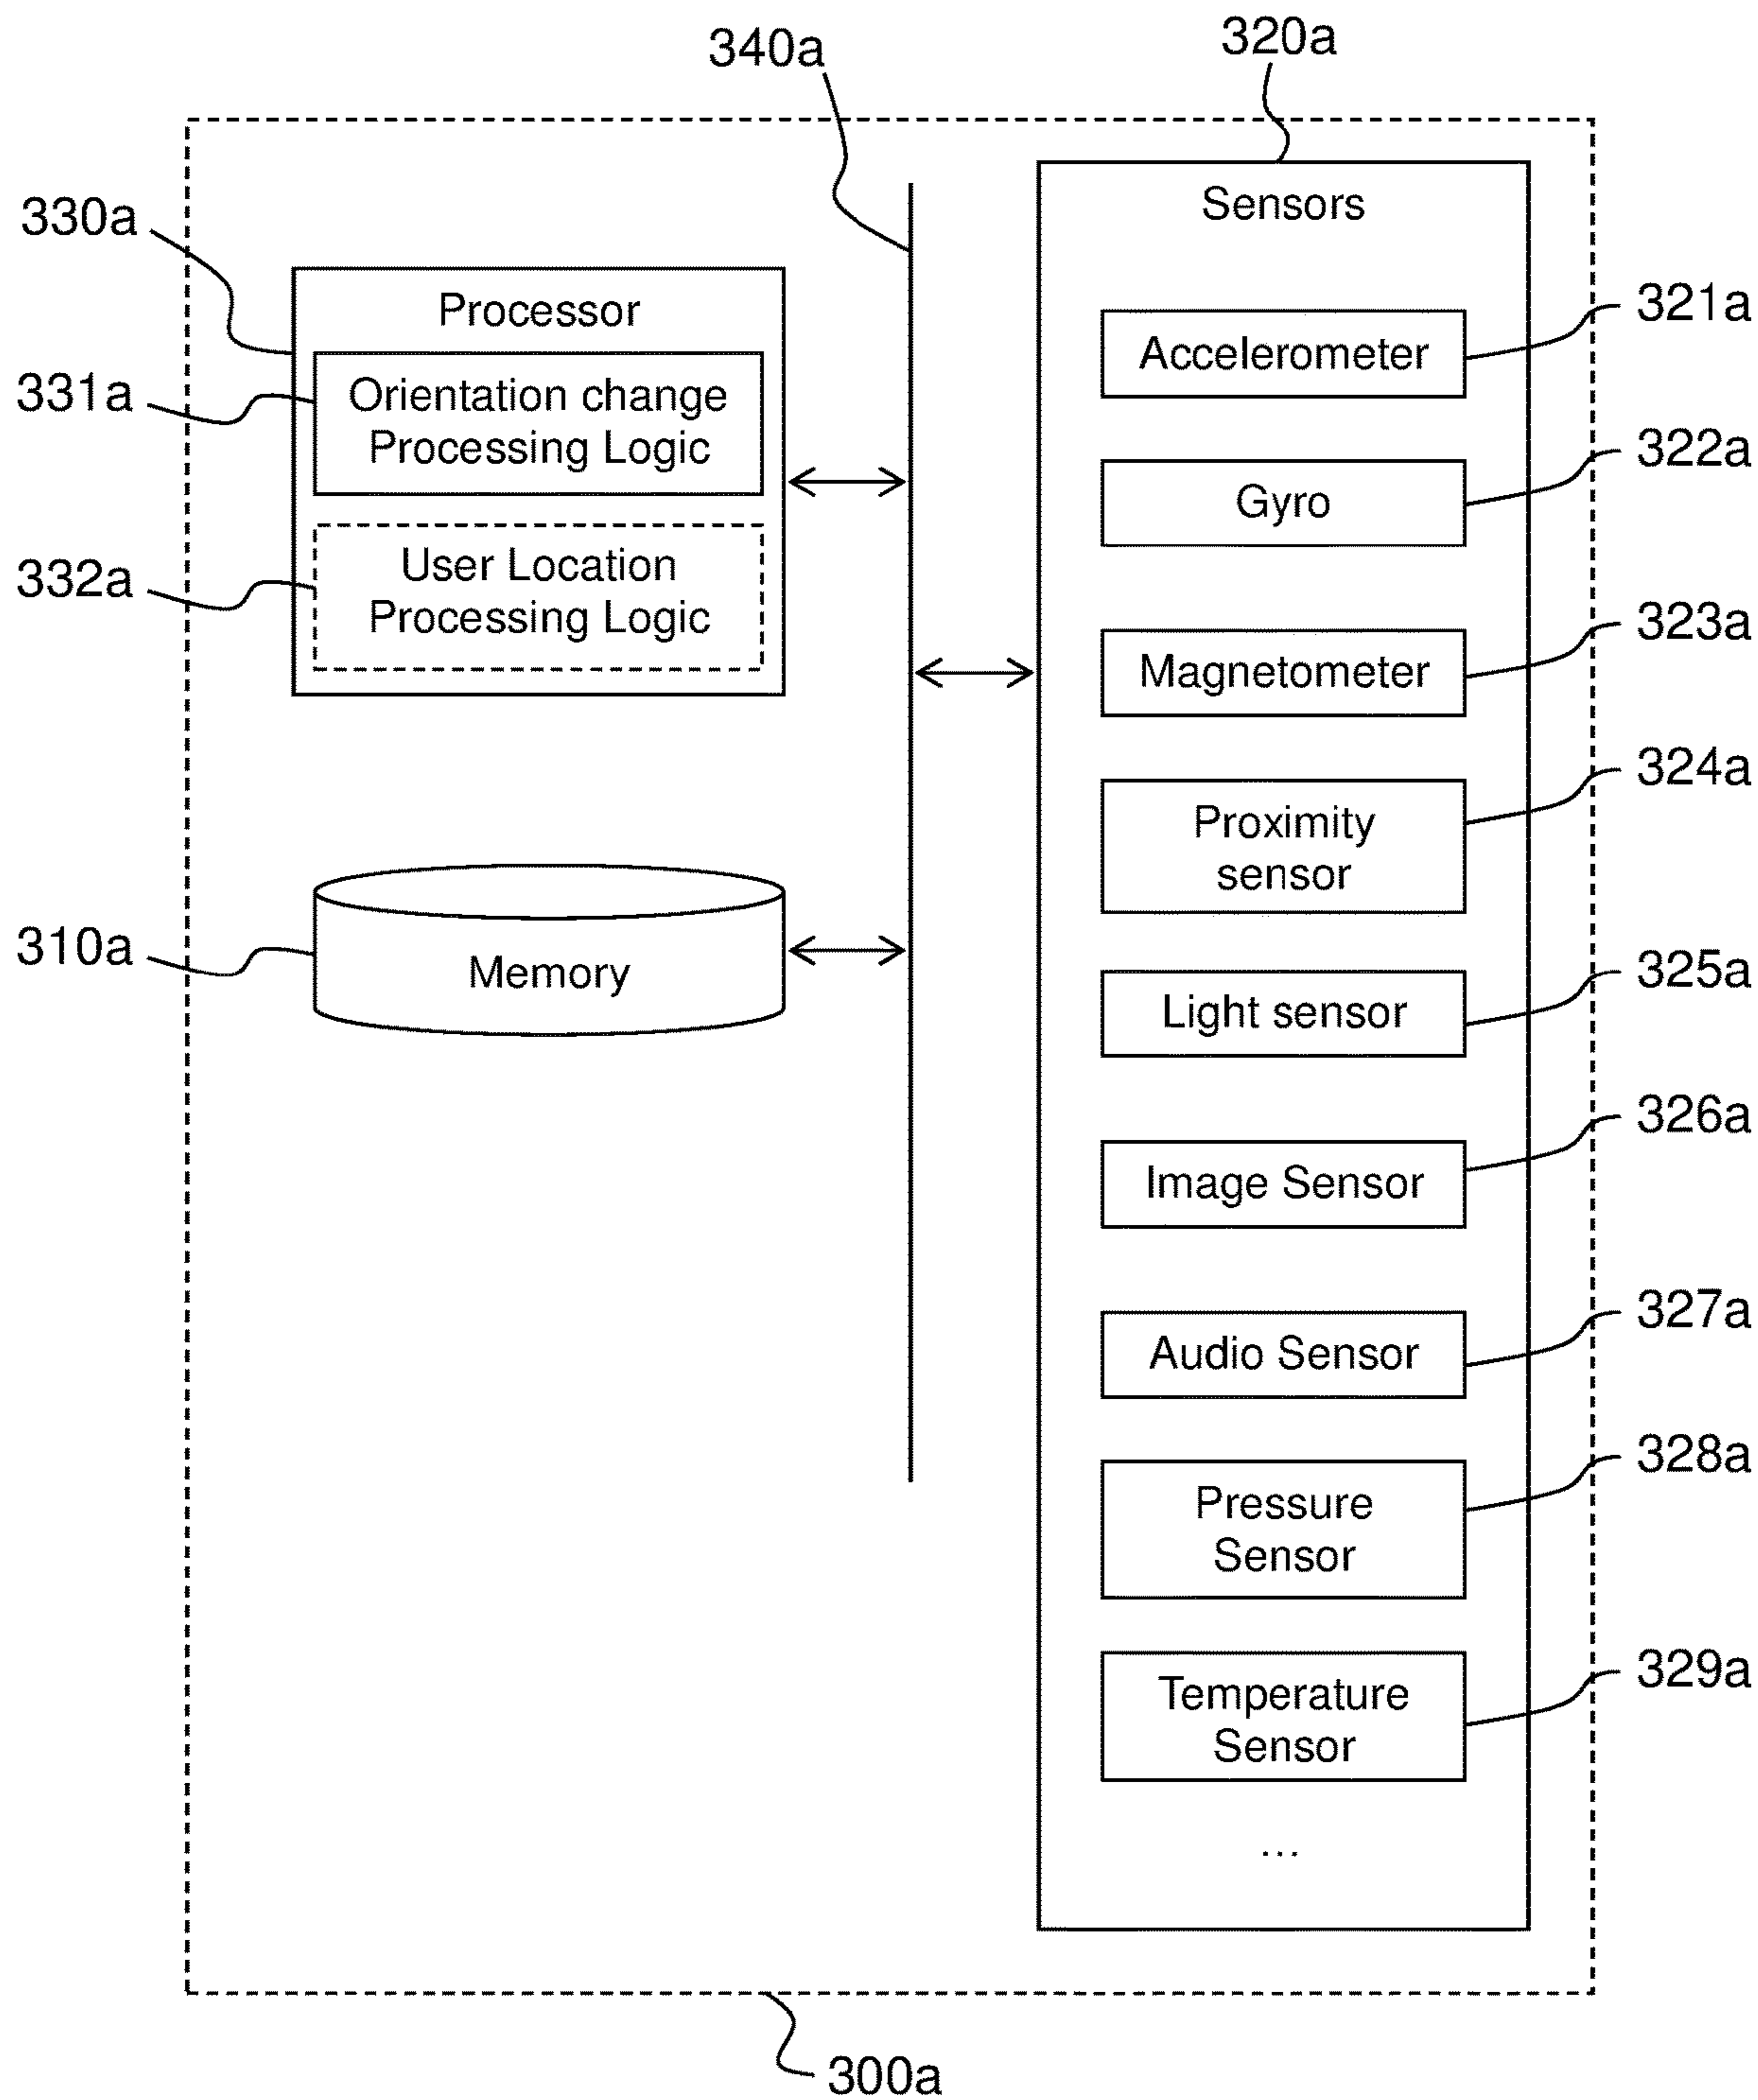 340a
320a
Sensors
330a
Processor
321a
Accelerometer
331a
Orientation change
Processing Logic
322a
Gyro
332a
User Location
Processing Logic
323a
Magnetometer
324a
Proximity
sensor
310a
Memory
325a
Light sensor
326a
Image Sensor
327a
Audio Sensor
328a
Pressure
Sensor
329a
Temperature
Sensor
...
300a